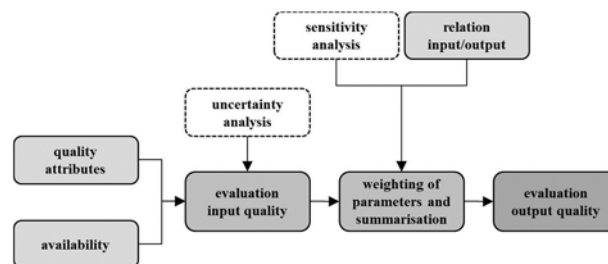 sensitivity
analysis
relation
input/output
uncertainty
analysis
quality
attributes
evaluation
input quality
weighting of
parameters and
summarisation
evaluation
output quality
availability